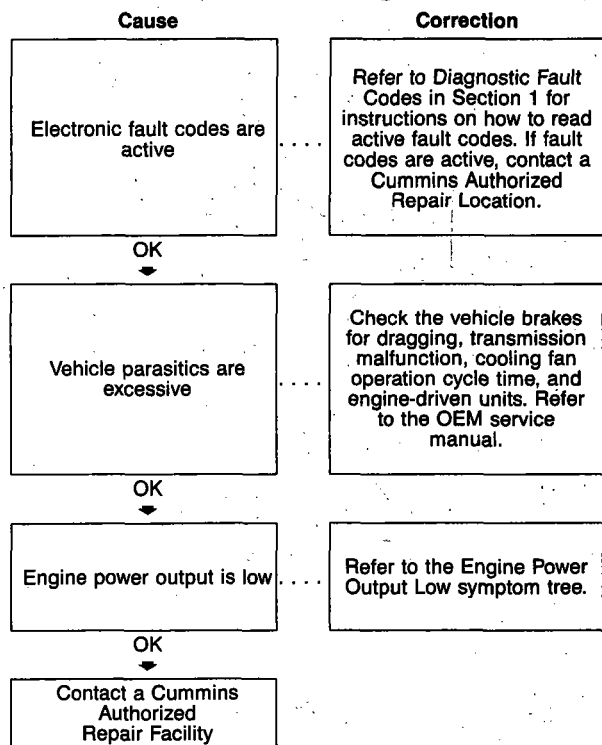 Cause
Correction
Electronic fault codes are
active
. . . .
Refer to Diagnostic Fault
Codes in Section 1 for
instructions on how to read
active fault codes. If fault
codes are active, contact a
Cummins Authorized
Repair Location.
OK
Vehicle parasitics are
excessive
. . . .
Check the vehicle brakes
for dragging, transmission
malfunction, cooling fan
operation cycle time, and
engine-driven units. Refer
to the OEM service
manual.
OK
Engine power output is low
. . . .
Refer to the Engine Power
Output Low symptom tree.
OK
Contact a Cummins
Authorized
Repair Facility